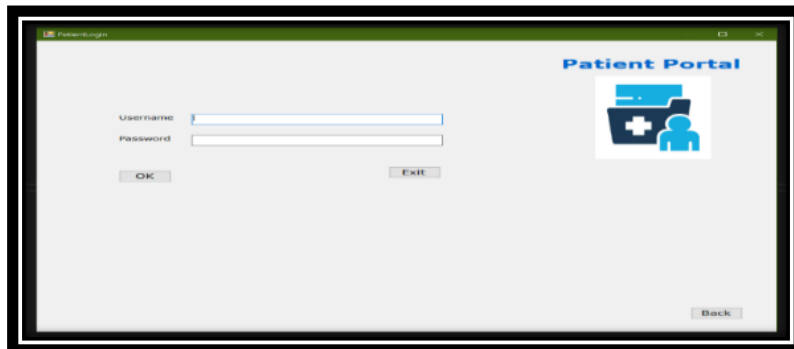 PatientLogin
Patient Portal
Username
Password
OK
Exit
Back